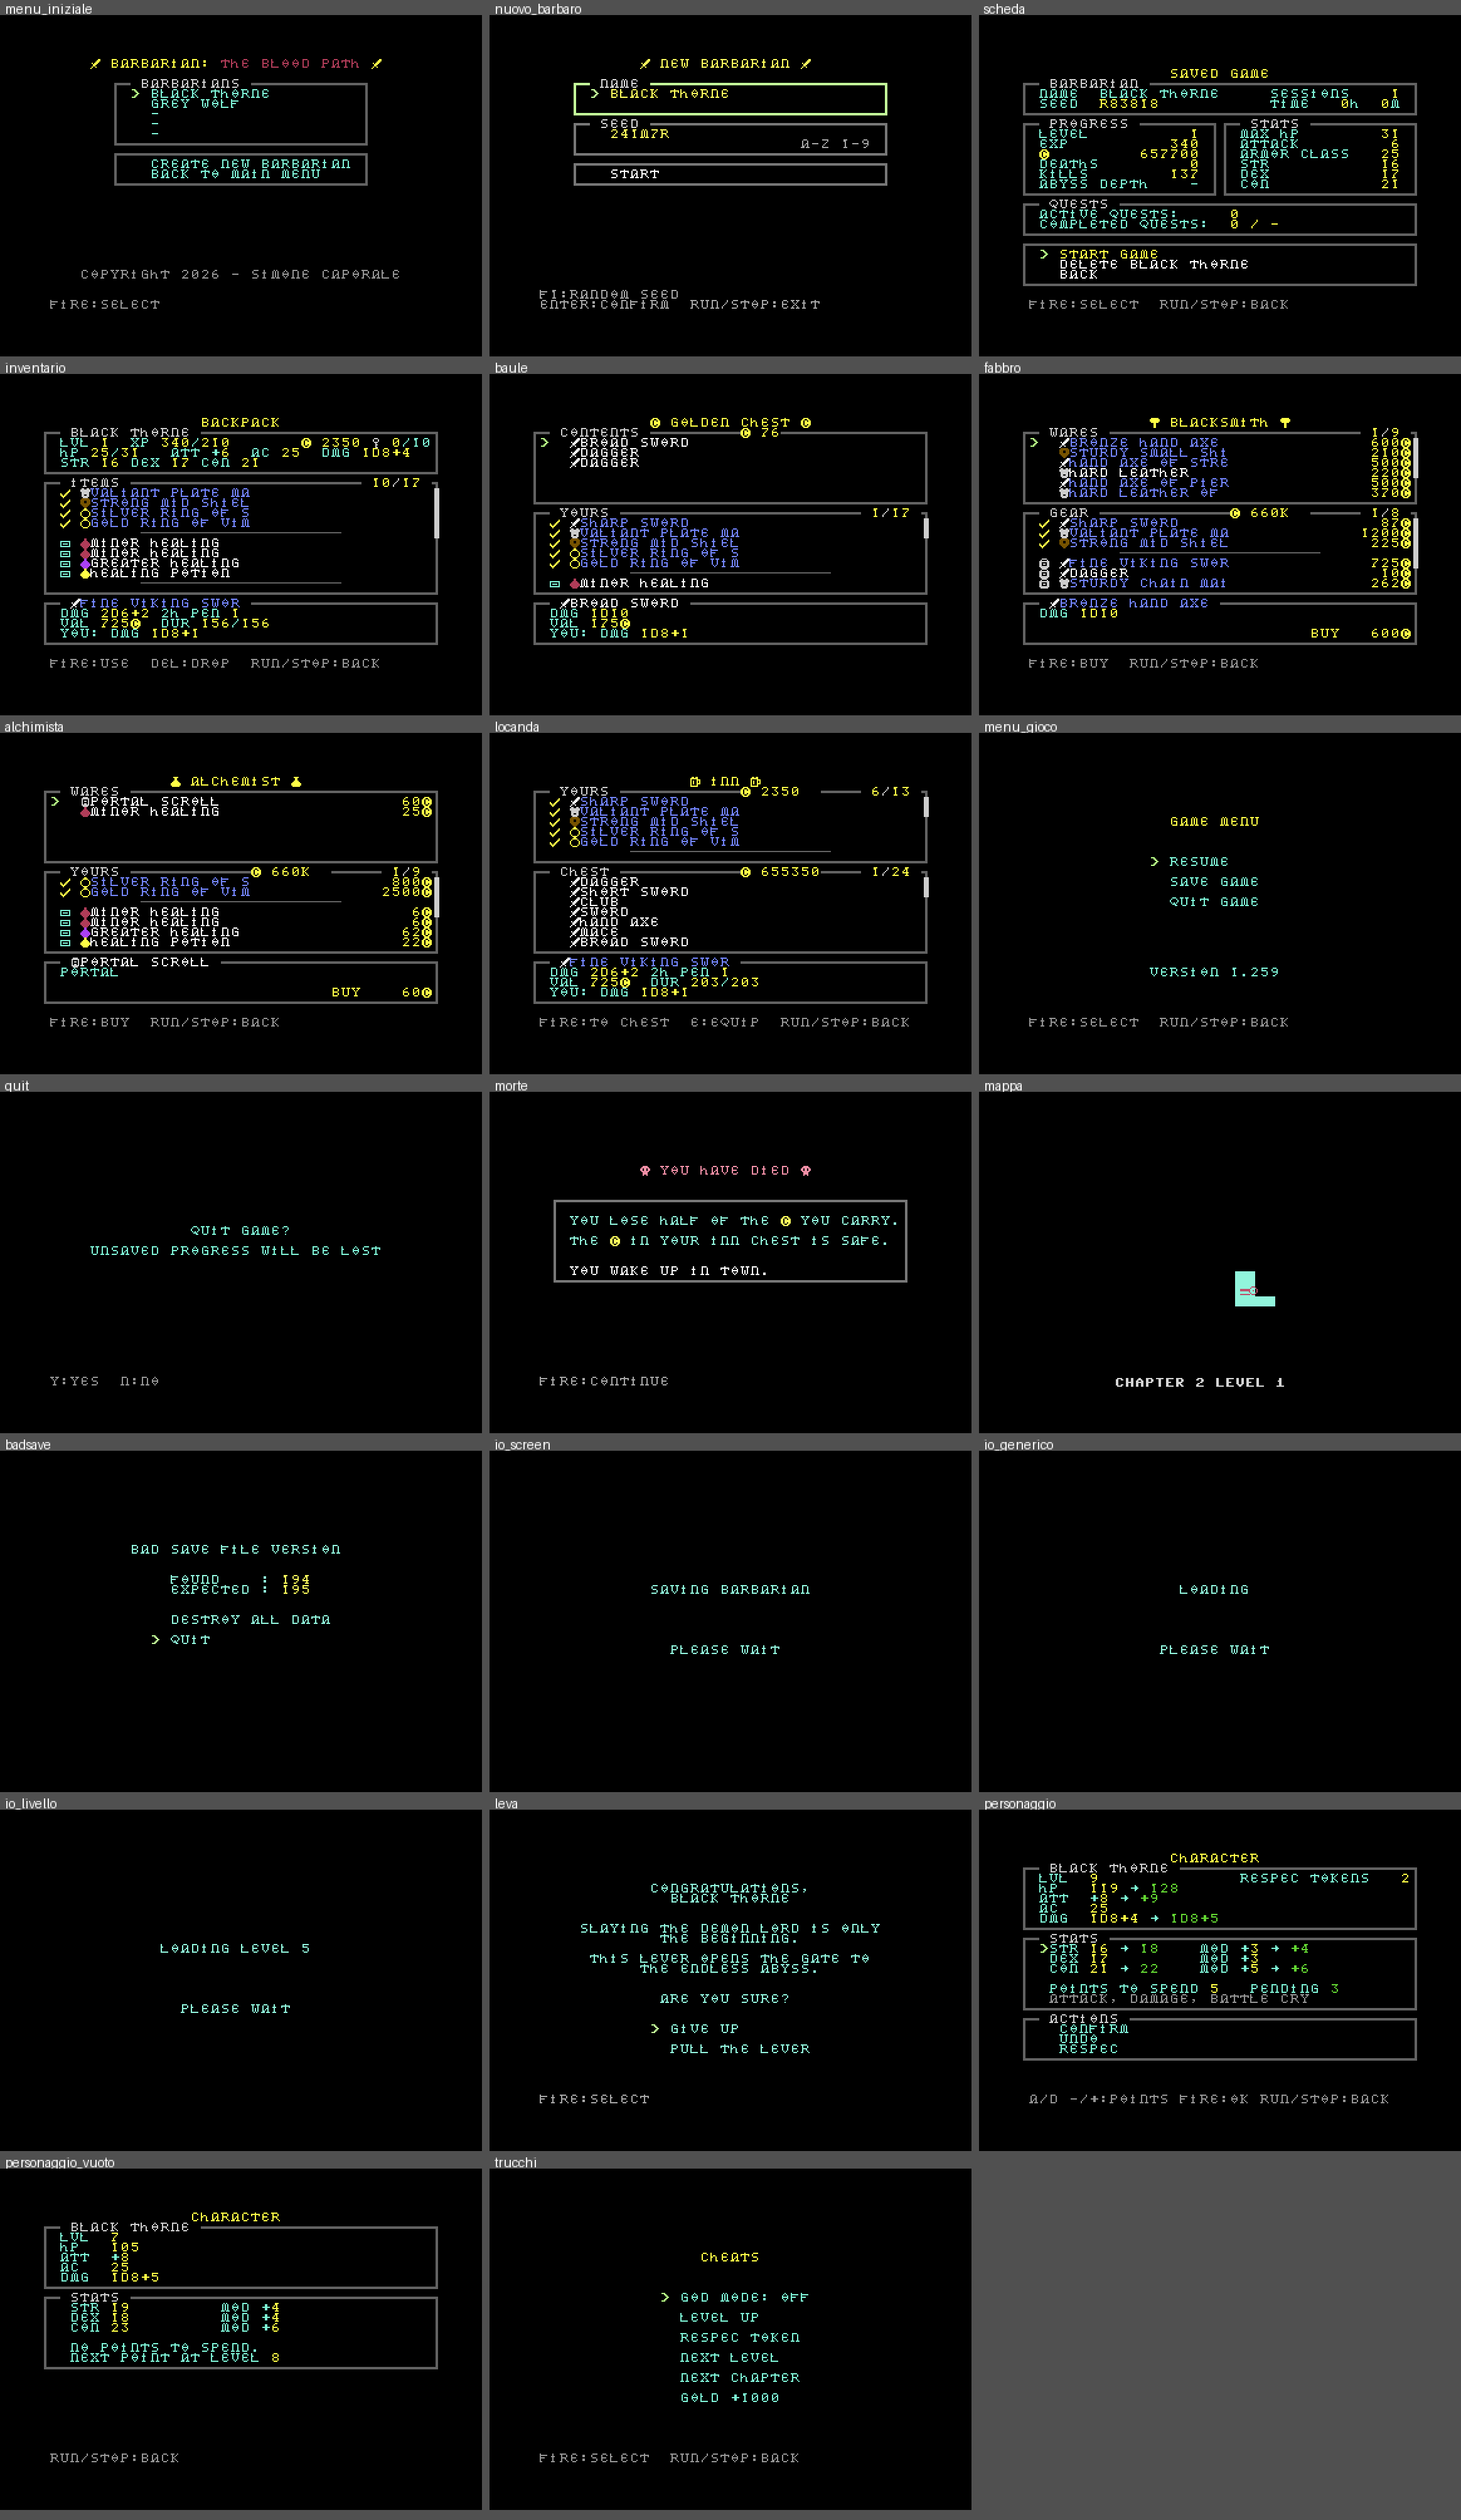 menu_iniziale
BARBARIAN: THE BLOOD PATH
BARBARIANS
> BLACK THORNE
GREY WOLF
-
-
-
CREATE NEW BARBARIAN
BACK TO MAIN MENU
COPYRIGHT 2026 - SIMONE CAPORALE
FIRE:SELECT
nuovo_barbaro
NEW BARBARIAN
NAME
> BLACK THORNE
SEED
241M7R
A-Z 1-9
START
F1:RANDOM SEED
ENTER:CONFIRM RUN/STOP:EXIT
scheda
SAVED GAME
BARBARIAN
NAME BLACK THORNE SESSIONS 1
SEED R83818 TIME 0H 0M
PROGRESS
LEVEL 1
EXP 340
C 657700
DEATHS 0
KILLS 137
ABYSS DEPTH -
STATS
MAX HP 31
ATTACK 6
ARMOR CLASS 25
STR 16
DEX 17
CON 21
QUESTS
ACTIVE QUESTS: 0
COMPLETED QUESTS: 0 / -
> START GAME
DELETE BLACK THORNE
BACK
FIRE:SELECT RUN/STOP:BACK
inventario
BACKPACK
BLACK THORNE
LVL 1 XP 340/210 C 2350 0/10
HP 25/31 ATT +6 AC 25 DMG 1D8+4
STR 16 DEX 17 CON 21
ITEMS 10/17
VALIANT PLATE MA
STRONG MID SHIEL
SILVER RING OF S
GOLD RING OF VIM
MINOR HEALING
MINOR HEALING
GREATER HEALING
HEALING POTION
FINE VIKING SWOR
DMG 2D6+2 2H PEN 1
VAL 725C DUR 156/156
YOU: DMG 1D8+1
FIRE:USE DEL:DROP RUN/STOP:BACK
baule
C GOLDEN CHEST C
CONTENTS C 76
> BROAD SWORD
DAGGER
DAGGER
YOURS 1/17
SHARP SWORD
VALIANT PLATE MA
STRONG MID SHIEL
SILVER RING OF S
GOLD RING OF VIM
MINOR HEALING
BROAD SWORD
DMG 1D10
VAL 175C
YOU: DMG 1D8+1
fabbro
BLACKSMITH
WARES 1/9
> BRONZE HAND AXE 600C
STURDY SMALL SHI 210C
HAND AXE OF STRE 500C
HARD LEATHER 220C
HAND AXE OF PIER 500C
HARD LEATHER OF 370C
GEAR C 660K 1/8
SHARP SWORD 87C
VALIANT PLATE MA 1200C
STRONG MID SHIEL 225C
FINE VIKING SWOR 725C
DAGGER 10C
STURDY CHAIN MAI 262C
BRONZE HAND AXE
DMG 1D10
BUY 600C
FIRE:BUY RUN/STOP:BACK
alchimista
ALCHEMIST
WARES
> PORTAL SCROLL 60C
MINOR HEALING 25C
YOURS C 660K 1/9
SILVER RING OF S 800C
GOLD RING OF VIM 2500C
MINOR HEALING 6C
MINOR HEALING 6C
GREATER HEALING 62C
HEALING POTION 22C
PORTAL SCROLL
PORTAL
BUY 60C
FIRE:BUY RUN/STOP:BACK
locanda
INN
YOURS C 2350 6/13
SHARP SWORD
VALIANT PLATE MA
STRONG MID SHIEL
SILVER RING OF S
GOLD RING OF VIM
CHEST C 655350 1/24
DAGGER
SHORT SWORD
CLUB
SWORD
HAND AXE
MACE
BROAD SWORD
FINE VIKING SWOR
DMG 2D6+2 2H PEN 1
VAL 725C DUR 203/203
YOU: DMG 1D8+1
FIRE:TO CHEST E:EQUIP RUN/STOP:BACK
menu_gioco
GAME MENU
> RESUME
SAVE GAME
QUIT GAME
VERSION 1.259
FIRE:SELECT RUN/STOP:BACK
quit
QUIT GAME?
UNSAVED PROGRESS WILL BE LOST
Y:YES N:NO
morte
YOU HAVE DIED
YOU LOSE HALF OF THE C YOU CARRY.
THE C IN YOUR INN CHEST IS SAFE.
YOU WAKE UP IN TOWN.
FIRE:CONTINUE
mappa
CHAPTER 2 LEVEL 1
badsave
BAD SAVE FILE VERSION
FOUND : 194
EXPECTED : 195
DESTROY ALL DATA
> QUIT
io_screen
SAVING BARBARIAN
PLEASE WAIT
io_generico
LOADING
PLEASE WAIT
io_livello
LOADING LEVEL 5
PLEASE WAIT
leva
CONGRATULATIONS,
BLACK THORNE
SLAYING THE DEMON LORD IS ONLY
THE BEGINNING.
THIS LEVER OPENS THE GATE TO
THE ENDLESS ABYSS.
ARE YOU SURE?
> GIVE UP
PULL THE LEVER
FIRE:SELECT
personaggio
CHARACTER
BLACK THORNE
LVL 9 RESPEC TOKENS 2
HP 119 → 128
ATT +8 → +9
AC 25
DMG 1D8+4 → 1D8+5
STATS
>STR 16 → 18 MOD +3 → +4
DEX 17 MOD +3
CON 21 → 22 MOD +5 → +6
POINTS TO SPEND 5 PENDING 3
ATTACK, DAMAGE, BATTLE CRY
ACTIONS
CONFIRM
UNDO
RESPEC
A/D -/+:POINTS FIRE:OK RUN/STOP:BACK
personaggio_vuoto
CHARACTER
BLACK THORNE
LVL 7
HP 105
ATT +8
AC 25
DMG 1D8+5
STATS
STR 19 MOD +4
DEX 18 MOD +4
CON 23 MOD +6
NO POINTS TO SPEND.
NEXT POINT AT LEVEL 8
RUN/STOP:BACK
trucchi
CHEATS
> GOD MODE: OFF
LEVEL UP
RESPEC TOKEN
NEXT LEVEL
NEXT CHAPTER
GOLD +1000
FIRE:SELECT RUN/STOP:BACK